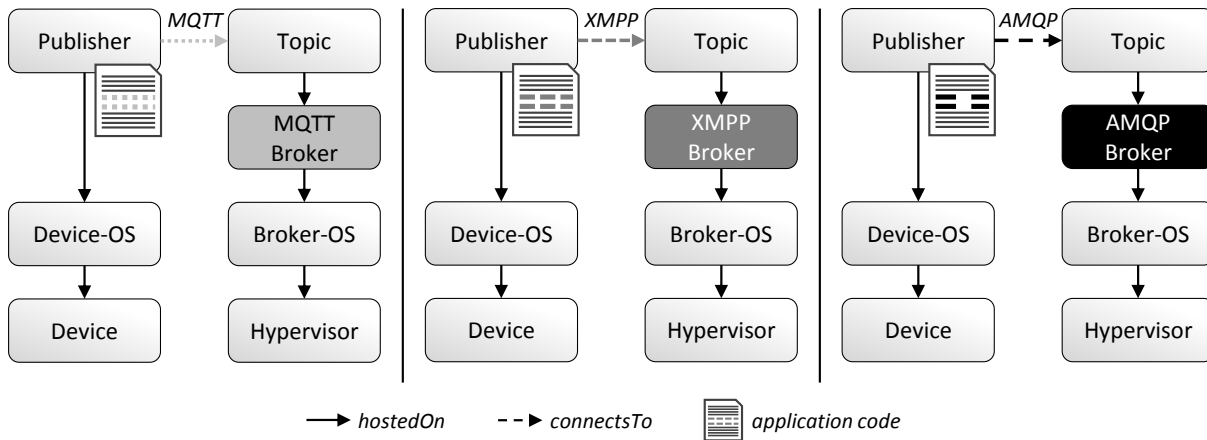 MQTT
Publisher
Topic
MQTT
Broker
Device-OS
Broker-OS
Device
Hypervisor
XMPP
Publisher
Topic
XMPP
Broker
Device-OS
Broker-OS
Device
Hypervisor
AMQP
Publisher
Topic
AMQP
Broker
Device-OS
Broker-OS
Device
Hypervisor
hostedOn
connectsTo
application code